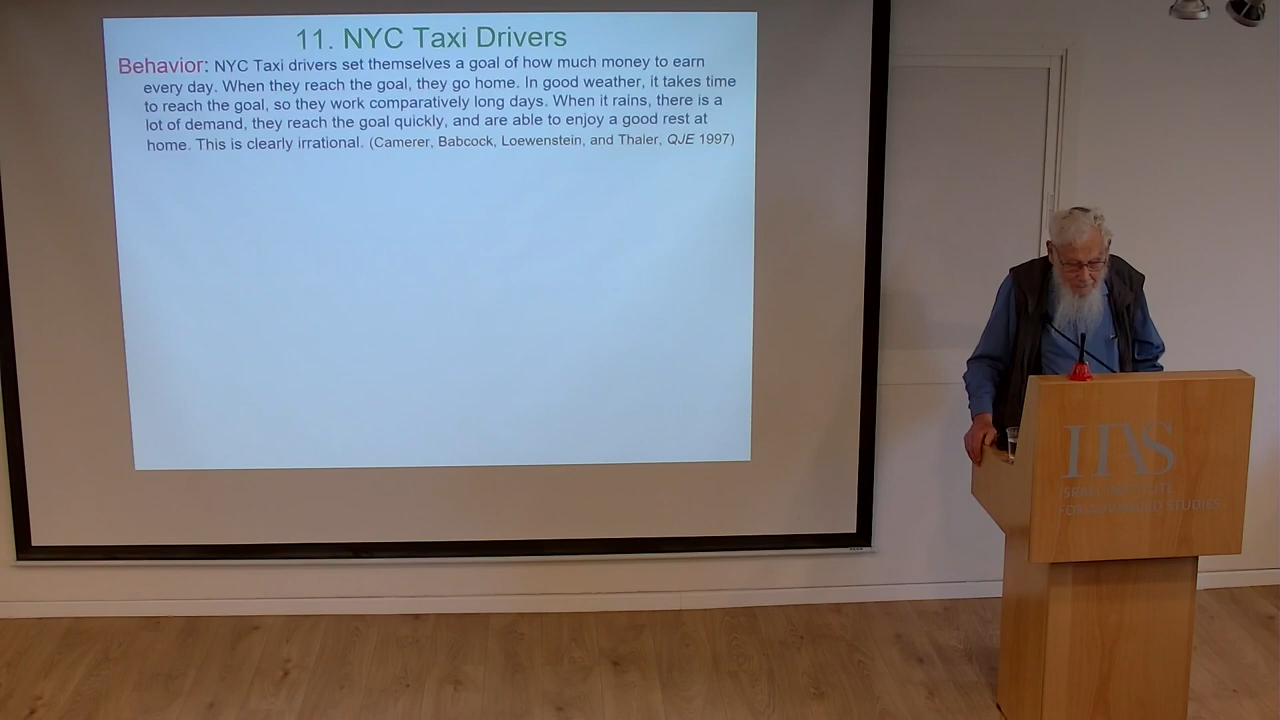 11. NYC Taxi Drivers
Behavior: NYC Taxi drivers set themselves a goal of how much money to earn
every day. When they reach the goal, they go home. In good weather, it takes time
to reach the goal, so they work comparatively long days. When it rains, there is a
lot of demand, they reach the goal quickly, and are able to enjoy a good rest at
home. This is clearly irrational. (Camerer, Babcock, Loewenstein, and Thaler, QJE 1997)
IIAS
ISRAEL INSTITUTE
FOR ADVANCED STUDIES